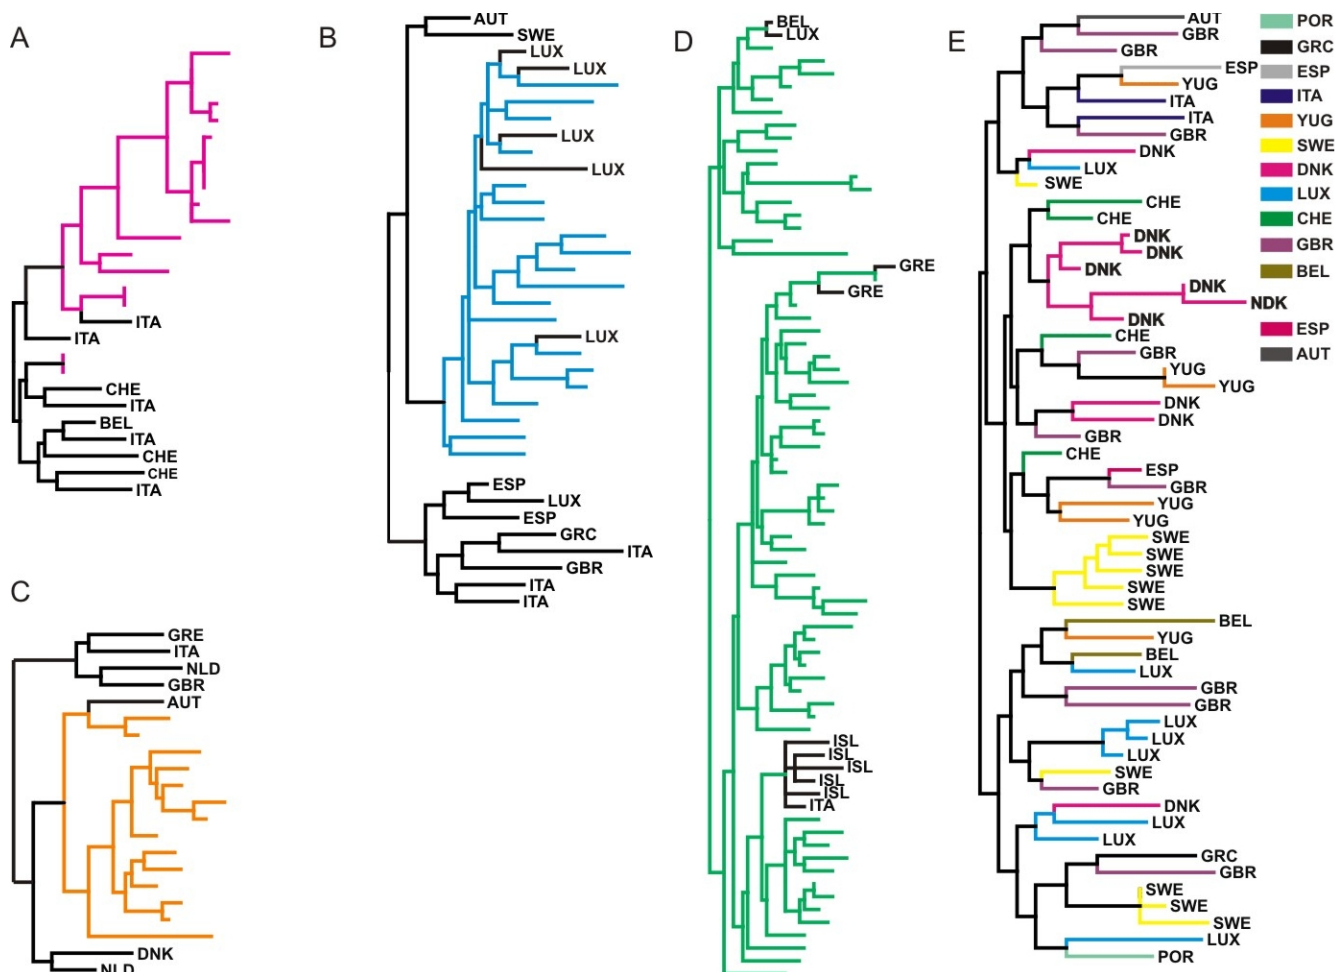 A
ITA
ITA
CHE
ITA
BEL
ITA
CHE
CHE
ITA
B
AUT
SWE
LUX
LUX
LUX
LUX
LUX
ESP
LUX
ESP
GRC
ITA
GBR
ITA
ITA
C
GRE
ITA
NLD
GBR
AUT
DNK
NLD
D
BEL
LUX
GRE
GRE
ISL
ISL
ISL
ISL
ISL
ITA
E
AUT
GBR
GBR
ESP
YUG
ITA
ITA
GBR
DNK
LUX
SWE
CHE
CHE
DNK
DNK
DNK
DNK
NDK
DNK
CHE
GBR
YUG
YUG
DNK
DNK
GBR
CHE
ESP
GBR
YUG
YUG
SWE
SWE
SWE
SWE
SWE
BEL
YUG
BEL
LUX
GBR
GBR
LUX
LUX
LUX
SWE
GBR
DNK
LUX
LUX
GRC
GBR
SWE
SWE
SWE
LUX
POR
POR
GRC
ESP
ITA
YUG
SWE
DNK
LUX
CHE
GBR
BEL
ESP
AUT